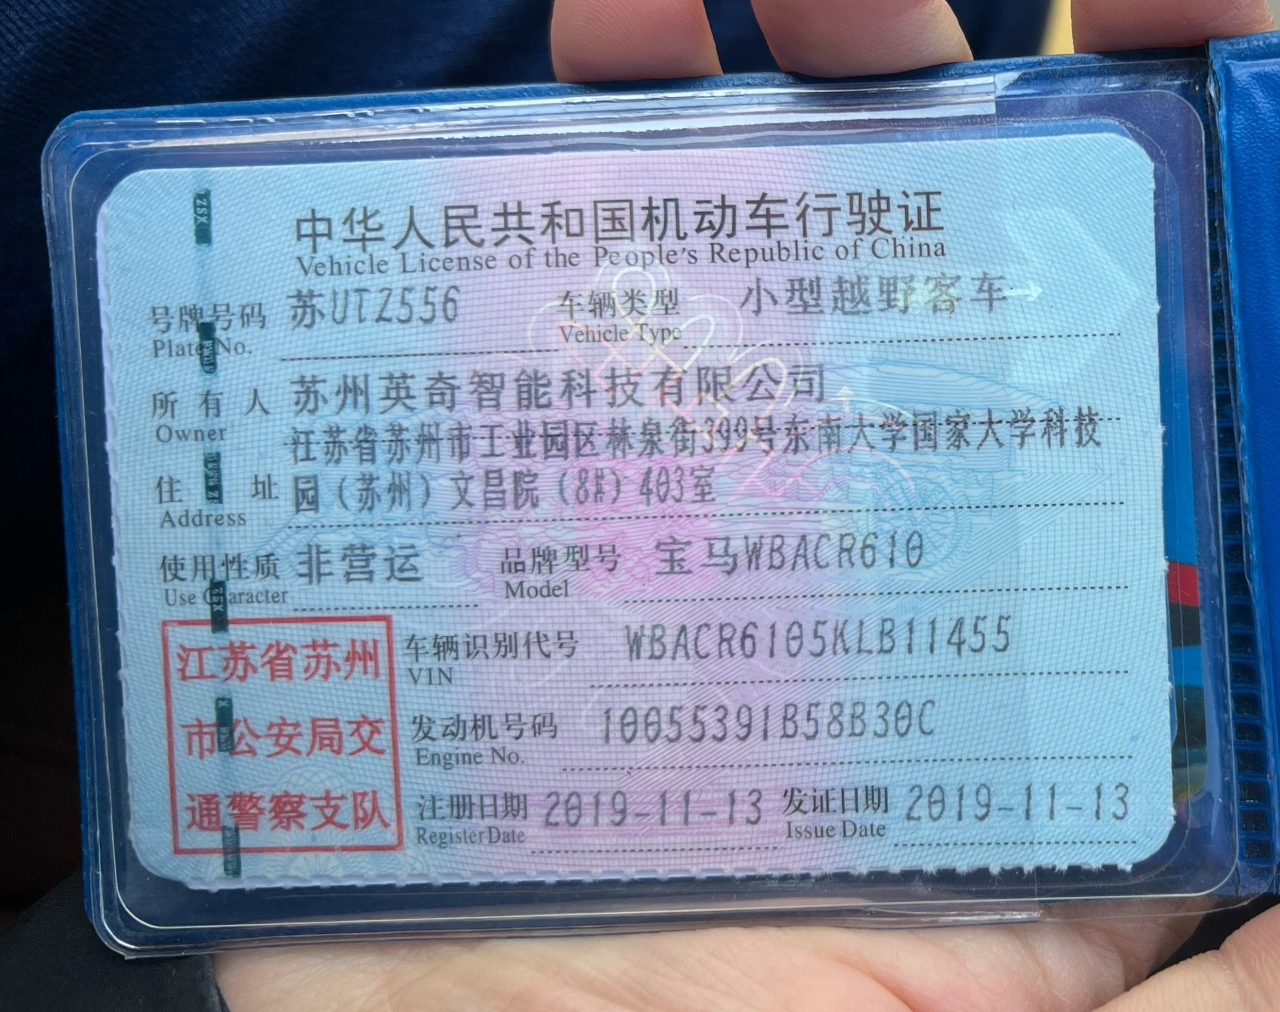 中华人民共和国机动车行驶证
Vehicle License of the People's Republic of China
号牌号码 苏UTZ556 车辆类型 小型越野客车
Plate No. Vehicle Type
所有人 苏州英奇智能科技有限公司
Owner
江苏省苏州市工业园区林泉街399号东南大学国家大学科技
住址 园（苏州）文昌院（8#）403室
Address
使用性质 非营运 品牌型号 宝马WBACR610
Use Character Model
江苏省苏州
市公安局交
通警察支队
车辆识别代号 WBACR6105KLB11455
VIN
发动机号码 10055391B58B30C
Engine No.
注册日期 2019-11-13 发证日期 2019-11-13
Register Date Issue Date